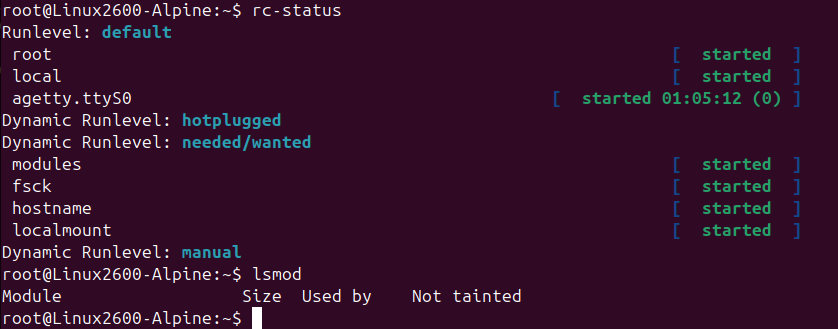 root@Linux2600-Alpine:~$ rc-status
Runlevel: default
root [ started ]
local [ started ]
agetty.ttyS0 [ started 01:05:12 (0) ]
Dynamic Runlevel: hotplugged
Dynamic Runlevel: needed/wanted
modules [ started ]
fsck [ started ]
hostname [ started ]
localmount [ started ]
Dynamic Runlevel: manual
root@Linux2600-Alpine:~$ lsmod
Module Size Used by Not tainted
root@Linux2600-Alpine:~$